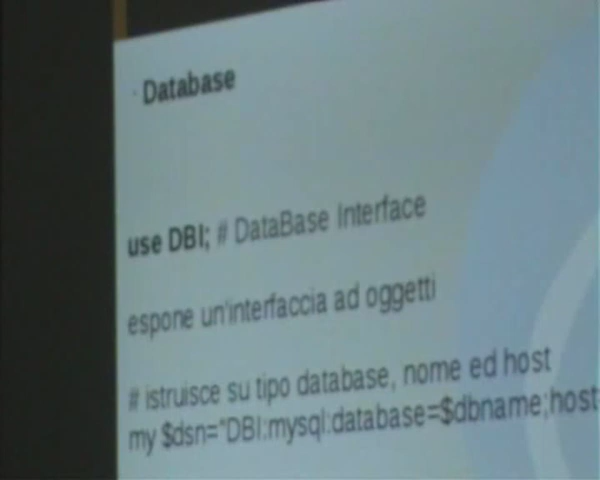 Database
use DBI; # DataBase Interface
espone un'interfaccia ad oggetti
# istruisce su tipo database, nome ed host
my $dsn="DBI:mysql:database=$dbname;host